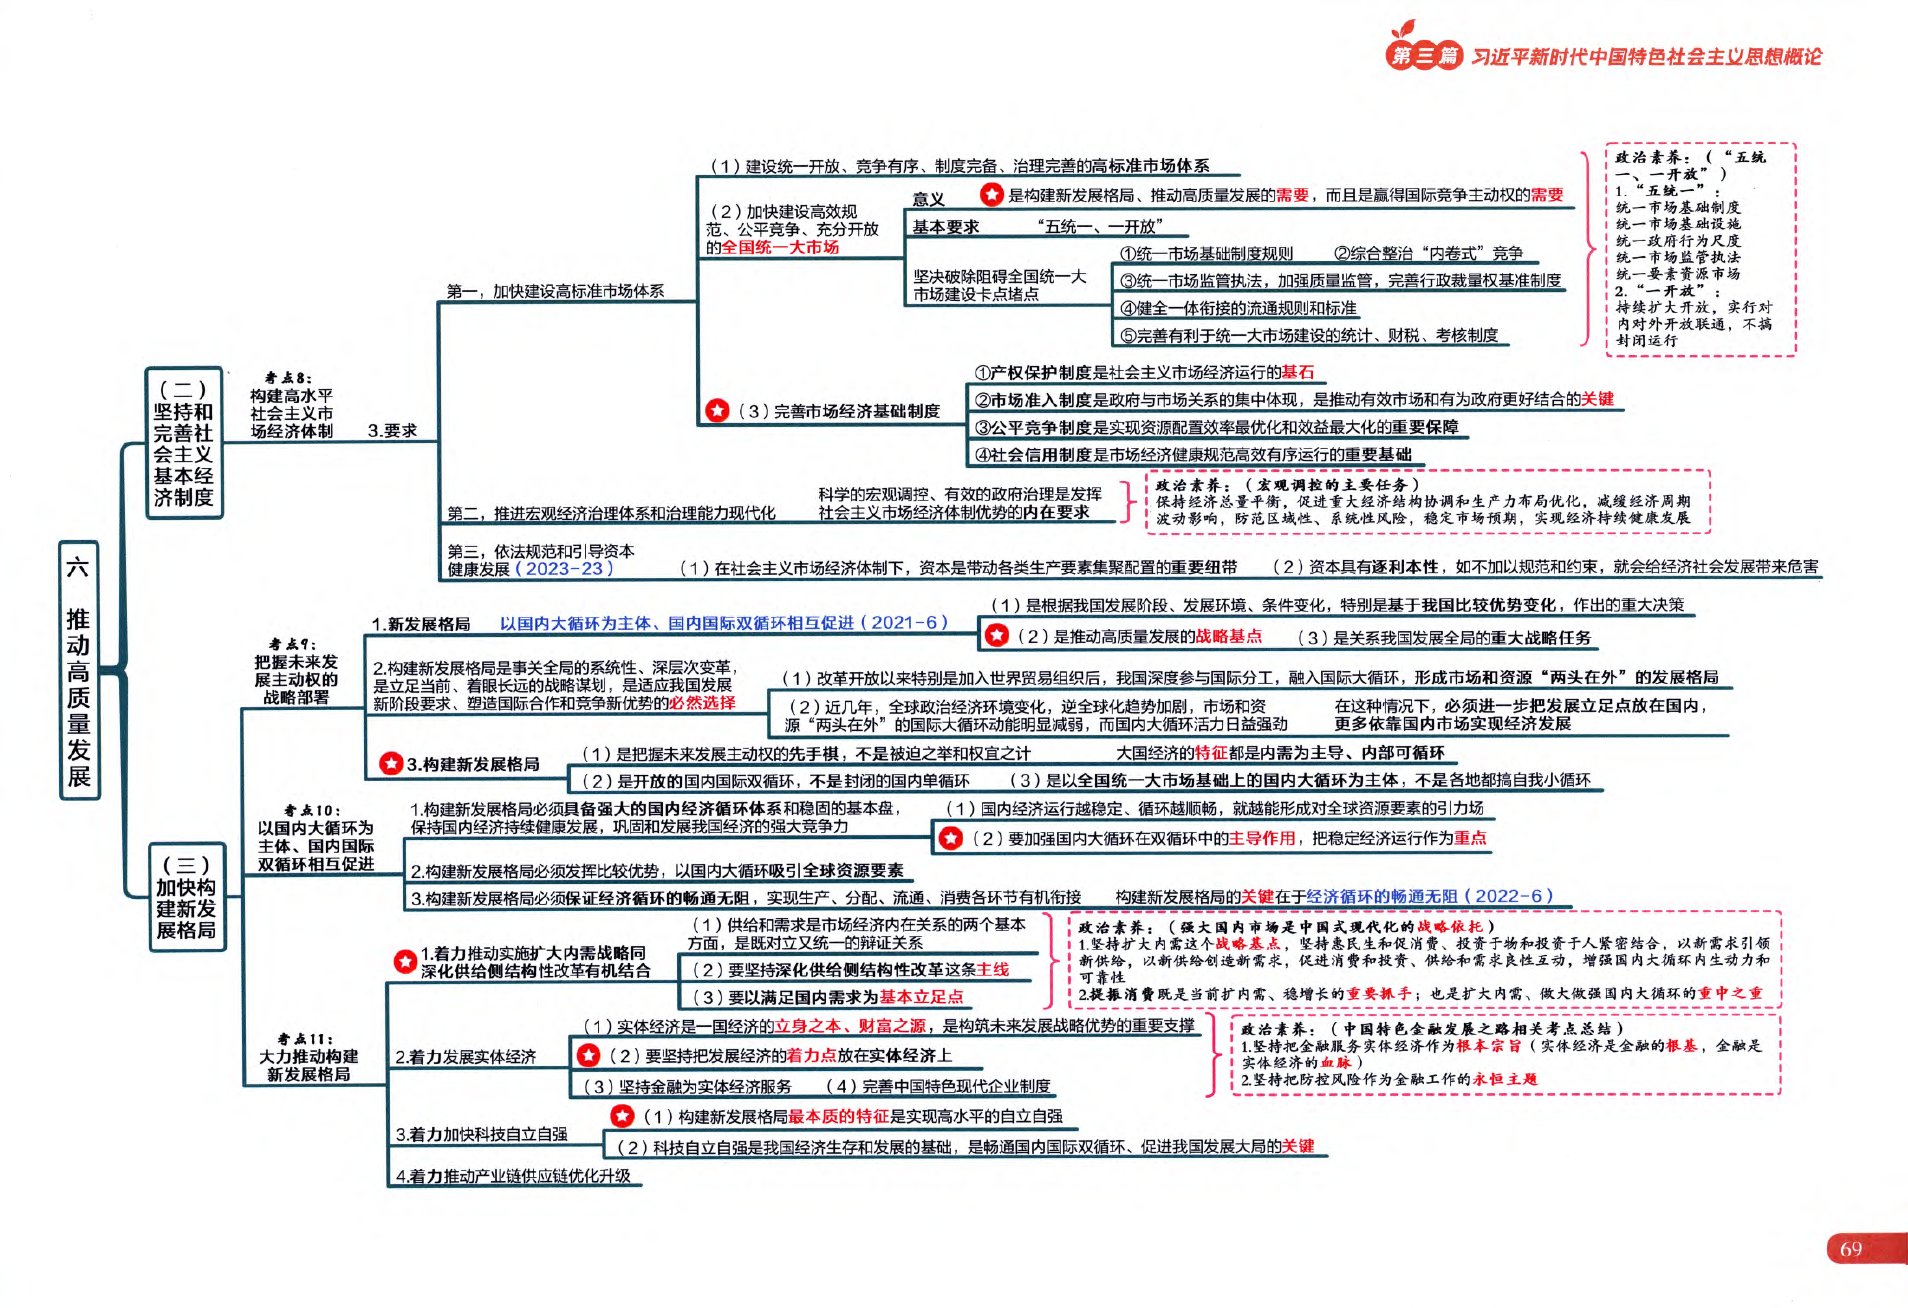 第三篇 习近平新时代中国特色社会主义思想概论
六 推动高质量发展
（二）
坚持和
完善社
会主义
基本经
济制度
考点8：
构建高水平
社会主义市
场经济体制
3.要求
第一，加快建设高标准市场体系
（1）建设统一开放、竞争有序、制度完备、治理完善的高标准市场体系
（2）加快建设高效规
范、公平竞争、充分开放
的全国统一大市场
意义
是构建新发展格局、推动高质量发展的需要，而且是赢得国际竞争主动权的需要
基本要求
“五统一、一开放”
坚决破除阻碍全国统一大
市场建设卡点堵点
①统一市场基础制度规则 ②综合整治“内卷式”竞争
③统一市场监管执法，加强质量监管，完善行政裁量权基准制度
④健全一体衔接的流通规则和标准
⑤完善有利于统一大市场建设的统计、财税、考核制度
政治素养：（“五统
一、一开放”）
1.“五统一”：
统一市场基础制度
统一市场基础设施
统一政府行为尺度
统一市场监管执法
统一要素资源市场
2.“一开放”：
持续扩大开放，实行对
内对外开放联通，不搞
封闭运行
（3）完善市场经济基础制度
①产权保护制度是社会主义市场经济运行的基石
②市场准入制度是政府与市场关系的集中体现，是推动有效市场和有为政府更好结合的关键
③公平竞争制度是实现资源配置效率最优化和效益最大化的重要保障
④社会信用制度是市场经济健康规范高效有序运行的重要基础
第二，推进宏观经济治理体系和治理能力现代化
科学的宏观调控、有效的政府治理是发挥
社会主义市场经济体制优势的内在要求
政治素养：（宏观调控的主要任务）
保持经济总量平衡，促进重大经济结构协调和生产力布局优化，减缓经济周期
波动影响，防范区域性、系统性风险，稳定市场预期，实现经济持续健康发展
第三，依法规范和引导资本
健康发展（2023-23）
（1）在社会主义市场经济体制下，资本是带动各类生产要素集聚配置的重要纽带
（2）资本具有逐利本性，如不加以规范和约束，就会给经济社会发展带来危害
（三）
加快构
建新发
展格局
考点9：
把握未来发
展主动权的
战略部署
1.新发展格局
以国内大循环为主体、国内国际双循环相互促进（2021-6）
（1）是根据我国发展阶段、发展环境、条件变化，特别是基于我国比较优势变化，作出的重大决策
（2）是推动高质量发展的战略基点 （3）是关系我国发展全局的重大战略任务
2.构建新发展格局是事关全局的系统性、深层次变革，
是立足当前、着眼长远的战略谋划，是适应我国发展
新阶段要求、塑造国际合作和竞争新优势的必然选择
（1）改革开放以来特别是加入世界贸易组织后，我国深度参与国际分工，融入国际大循环，形成市场和资源“两头在外”的发展格局
（2）近几年，全球政治经济环境变化，逆全球化趋势加剧，市场和资
源“两头在外”的国际大循环动能明显减弱，而国内大循环活力日益强劲
在这种情况下，必须进一步把发展立足点放在国内，
更多依靠国内市场实现经济发展
3.构建新发展格局
（1）是把握未来发展主动权的先手棋，不是被迫之举和权宜之计
大国经济的特征都是内需为主导、内部可循环
（2）是开放的国内国际双循环，不是封闭的国内单循环 （3）是以全国统一大市场基础上的国内大循环为主体，不是各地都搞自我小循环
考点10：
以国内大循环为
主体、国内国际
双循环相互促进
1.构建新发展格局必须具备强大的国内经济循环体系和稳固的基本盘，
保持国内经济持续健康发展，巩固和发展我国经济的强大竞争力
（1）国内经济运行越稳定、循环越顺畅，就越能形成对全球资源要素的引力场
（2）要加强国内大循环在双循环中的主导作用，把稳定经济运行作为重点
2.构建新发展格局必须发挥比较优势，以国内大循环吸引全球资源要素
3.构建新发展格局必须保证经济循环的畅通无阻，实现生产、分配、流通、消费各环节有机衔接
构建新发展格局的关键在于经济循环的畅通无阻（2022-6）
考点11：
大力推动构建
新发展格局
1.着力推动实施扩大内需战略同
深化供给侧结构性改革有机结合
（1）供给和需求是市场经济内在关系的两个基本
方面，是既对立又统一的辩证关系
（2）要坚持深化供给侧结构性改革这条主线
（3）要以满足国内需求为基本立足点
政治素养：（强大国内市场是中国式现代化的战略依托）
1.坚持扩大内需这个战略基点，坚持惠民生和促消费、投资于物和投资于人紧密结合，以新需求引领
新供给，以新供给创造新需求，促进消费和投资、供给和需求良性互动，增强国内大循环内生动力和
可靠性
2.提振消费既是当前扩内需、稳增长的重要抓手；也是扩大内需、做大做强国内大循环的重中之重
2.着力发展实体经济
（1）实体经济是一国经济的立身之本、财富之源，是构筑未来发展战略优势的重要支撑
（2）要坚持把发展经济的着力点放在实体经济上
（3）坚持金融为实体经济服务 （4）完善中国特色现代企业制度
政治素养：（中国特色金融发展之路相关考点总结）
1.坚持把金融服务实体经济作为根本宗旨（实体经济是金融的根基，金融是
实体经济的血脉）
2.坚持把防控风险作为金融工作的永恒主题
3.着力加快科技自立自强
（1）构建新发展格局最本质的特征是实现高水平的自立自强
（2）科技自立自强是我国经济生存和发展的基础，是畅通国内国际双循环、促进我国发展大局的关键
4.着力推动产业链供应链优化升级
69